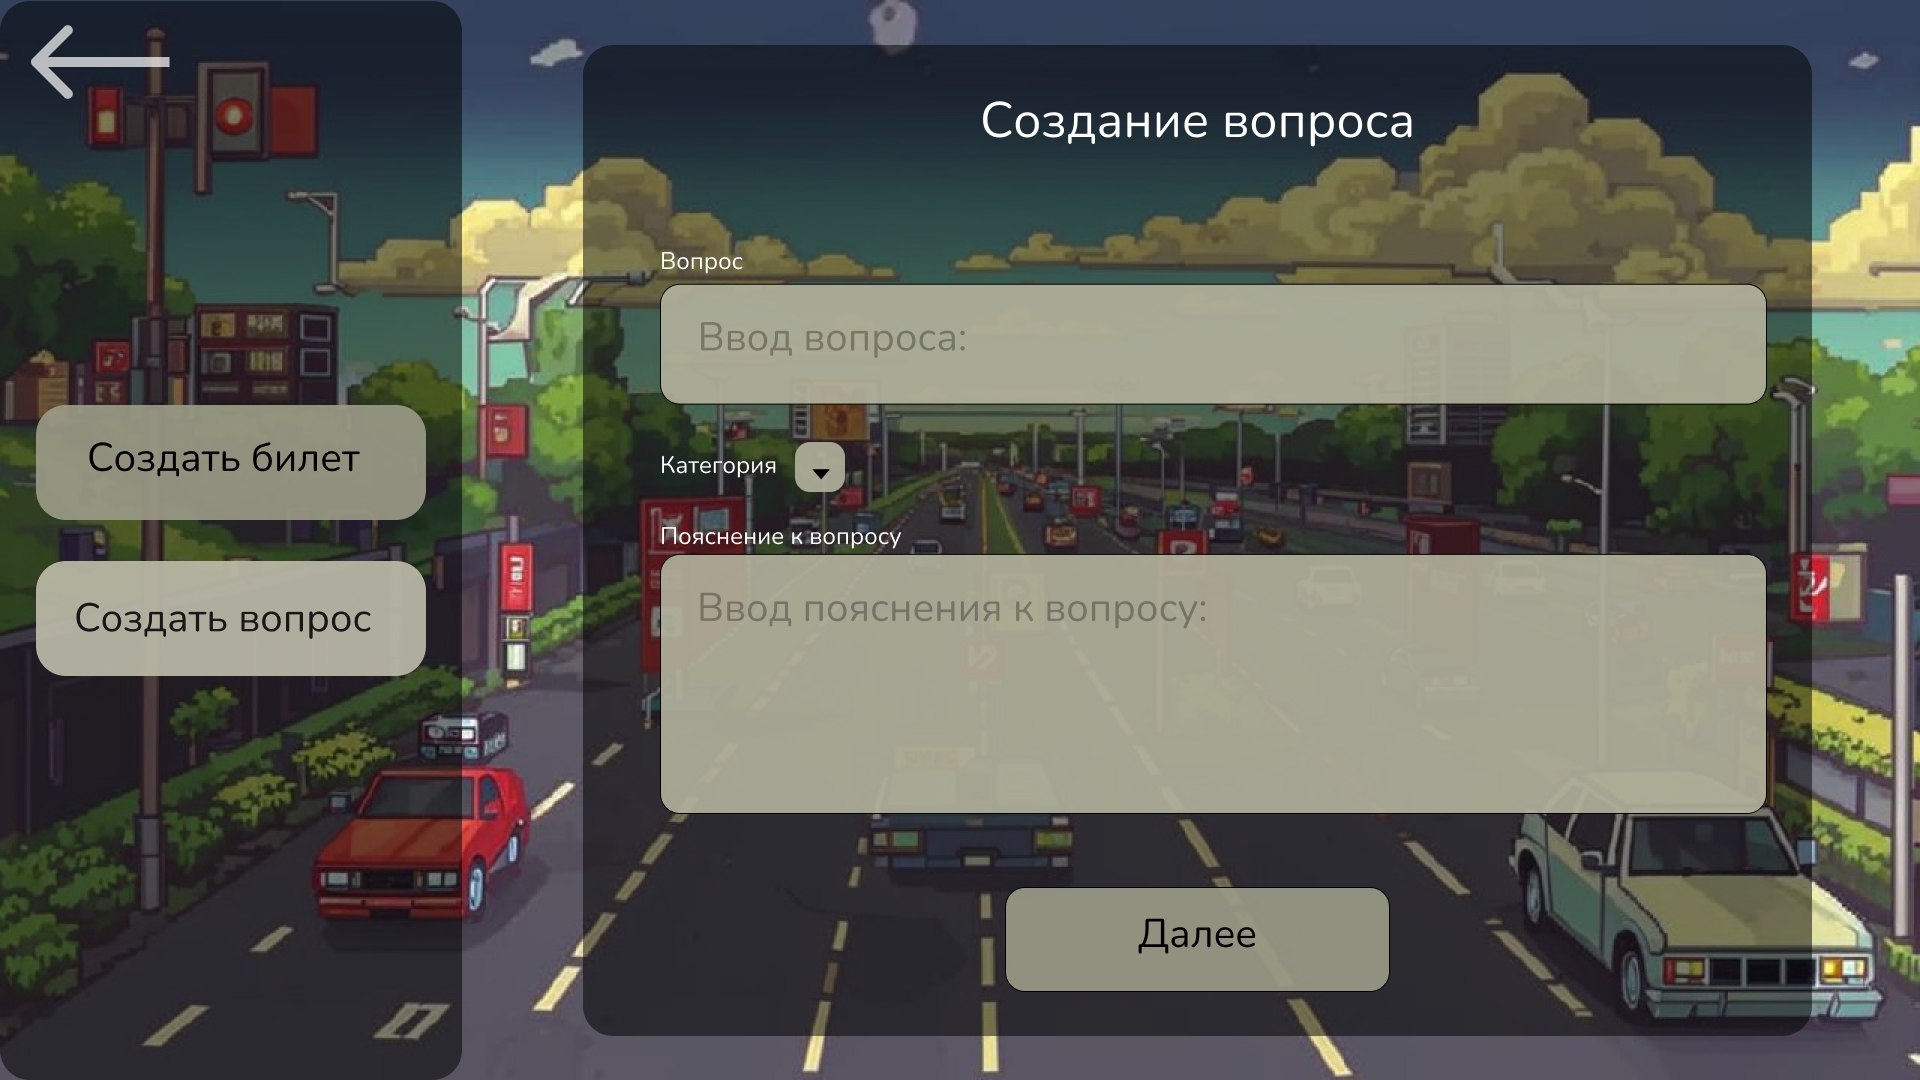 Создать билет
Создать вопрос
Создание вопроса
Вопрос
Ввод вопроса:
Категория
Пояснение к вопросу
Ввод пояснения к вопросу:
Далее